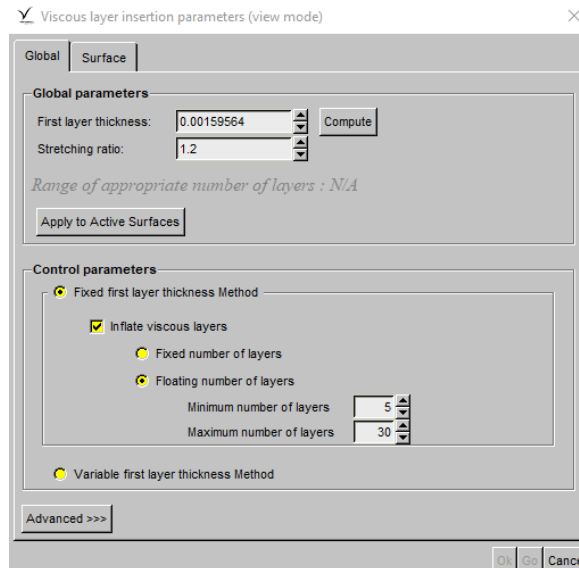 Viscous layer insertion parameters (view mode)
Global Surface
Global parameters
First layer thickness: 0.00159564 Compute
Stretching ratio: 1.2
Range of appropriate number of layers : N/A
Apply to Active Surfaces
Control parameters
Fixed first layer thickness Method
Inflate viscous layers
Fixed number of layers
Floating number of layers
Minimum number of layers 5
Maximum number of layers 30
Variable first layer thickness Method
Advanced >>>
Ok Go Cance